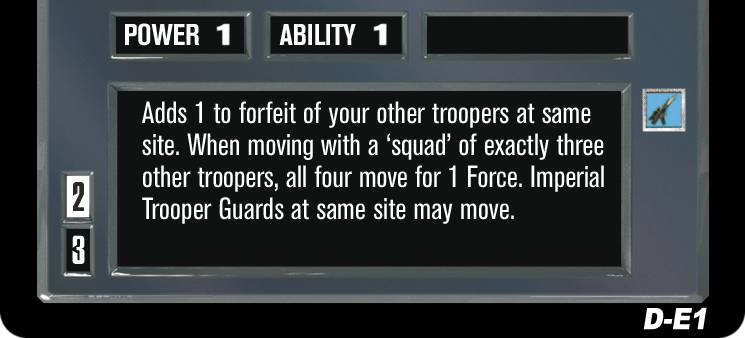 POWER 1 ABILITY 1
Adds 1 to forfeit of your other troopers at same
site. When moving with a ‘squad’ of exactly three
other troopers, all four move for 1 Force. Imperial
Trooper Guards at same site may move.
2
3
D-E1